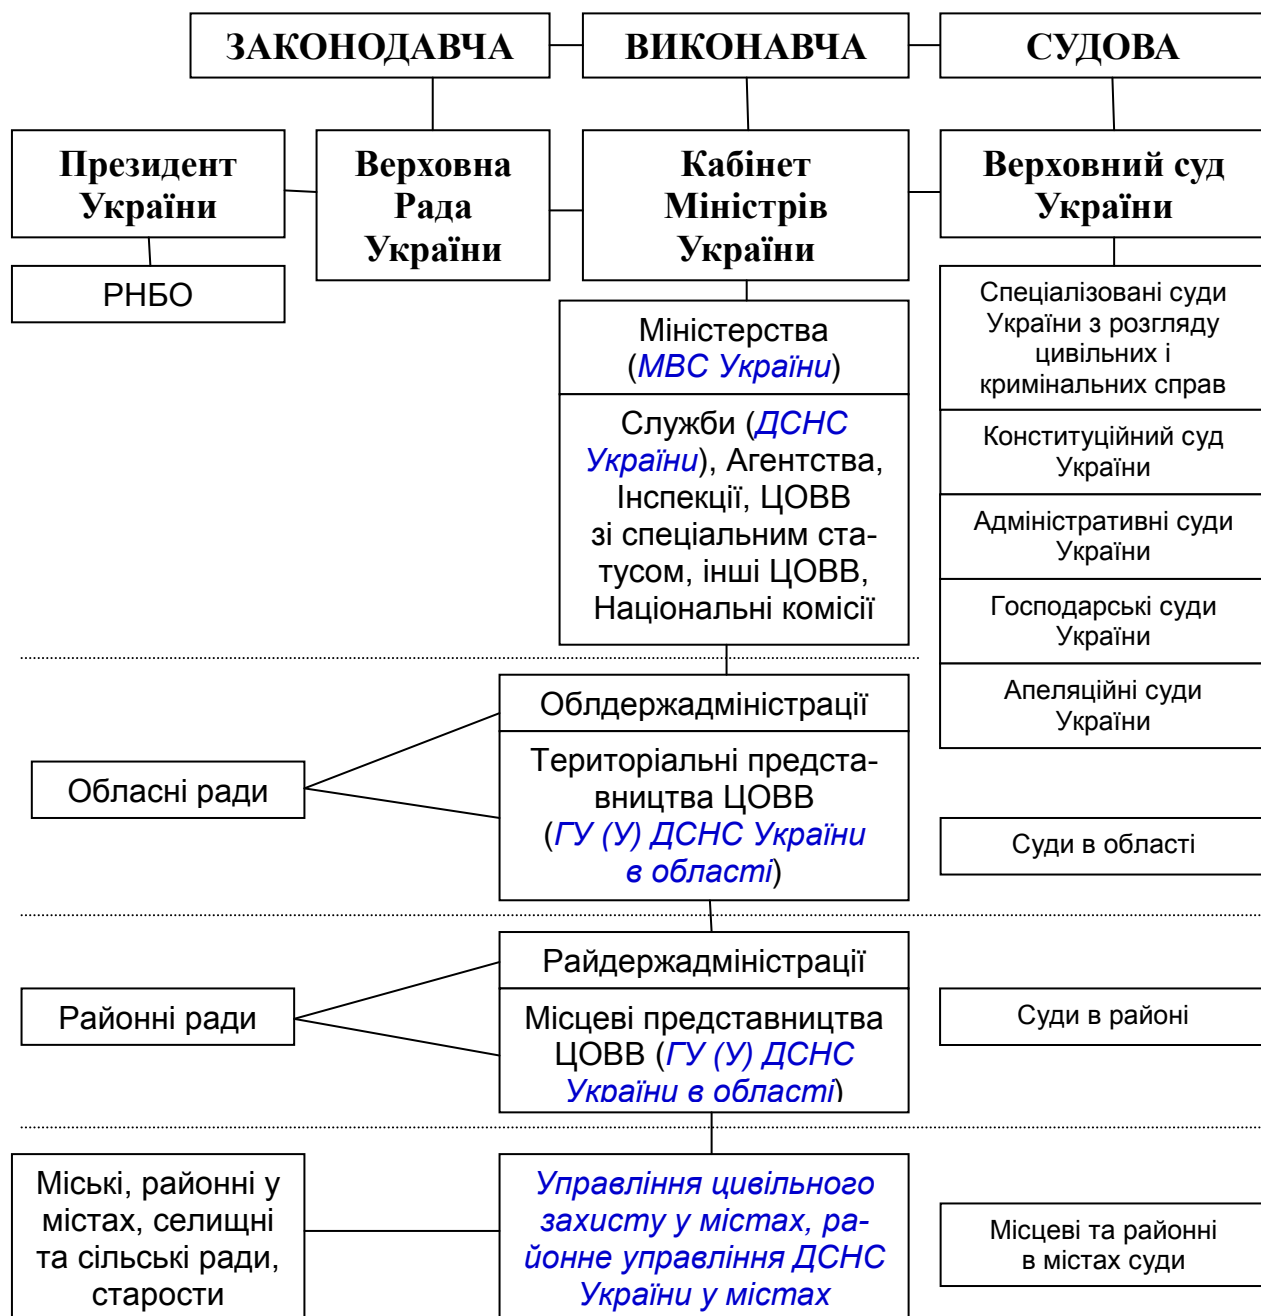 ЗАКОНОДАВЧА
ВИКОНАВЧА
СУДОВА
Президент
України
Верховна
Рада
України
Кабінет
Міністрів
України
Верховний суд
України
РНБО
Міністерства
(МВС України)
Служби (ДСНС
України), Агентства,
Інспекції, ЦОВВ
зі спеціальним ста-
тусом, інші ЦОВВ,
Національні комісії
Спеціалізовані суди
України з розгляду
цивільних і
кримінальних справ
Конституційний суд
України
Адміністративні суди
України
Господарські суди
України
Апеляційні суди
України
Обласні ради
Облдержадміністрації
Територіальні предста-
вництва ЦОВВ
(ГУ (У) ДСНС України
в області)
Суди в області
Районні ради
Райдержадміністрації
Місцеві представництва
ЦОВВ (ГУ (У) ДСНС
України в області)
Суди в районі
Міські, районні у
містах, селищні
та сільські ради,
старости
Управління цивільного
захисту у містах, ра-
йонне управління ДСНС
України у містах
Місцеві та районні
в містах суди